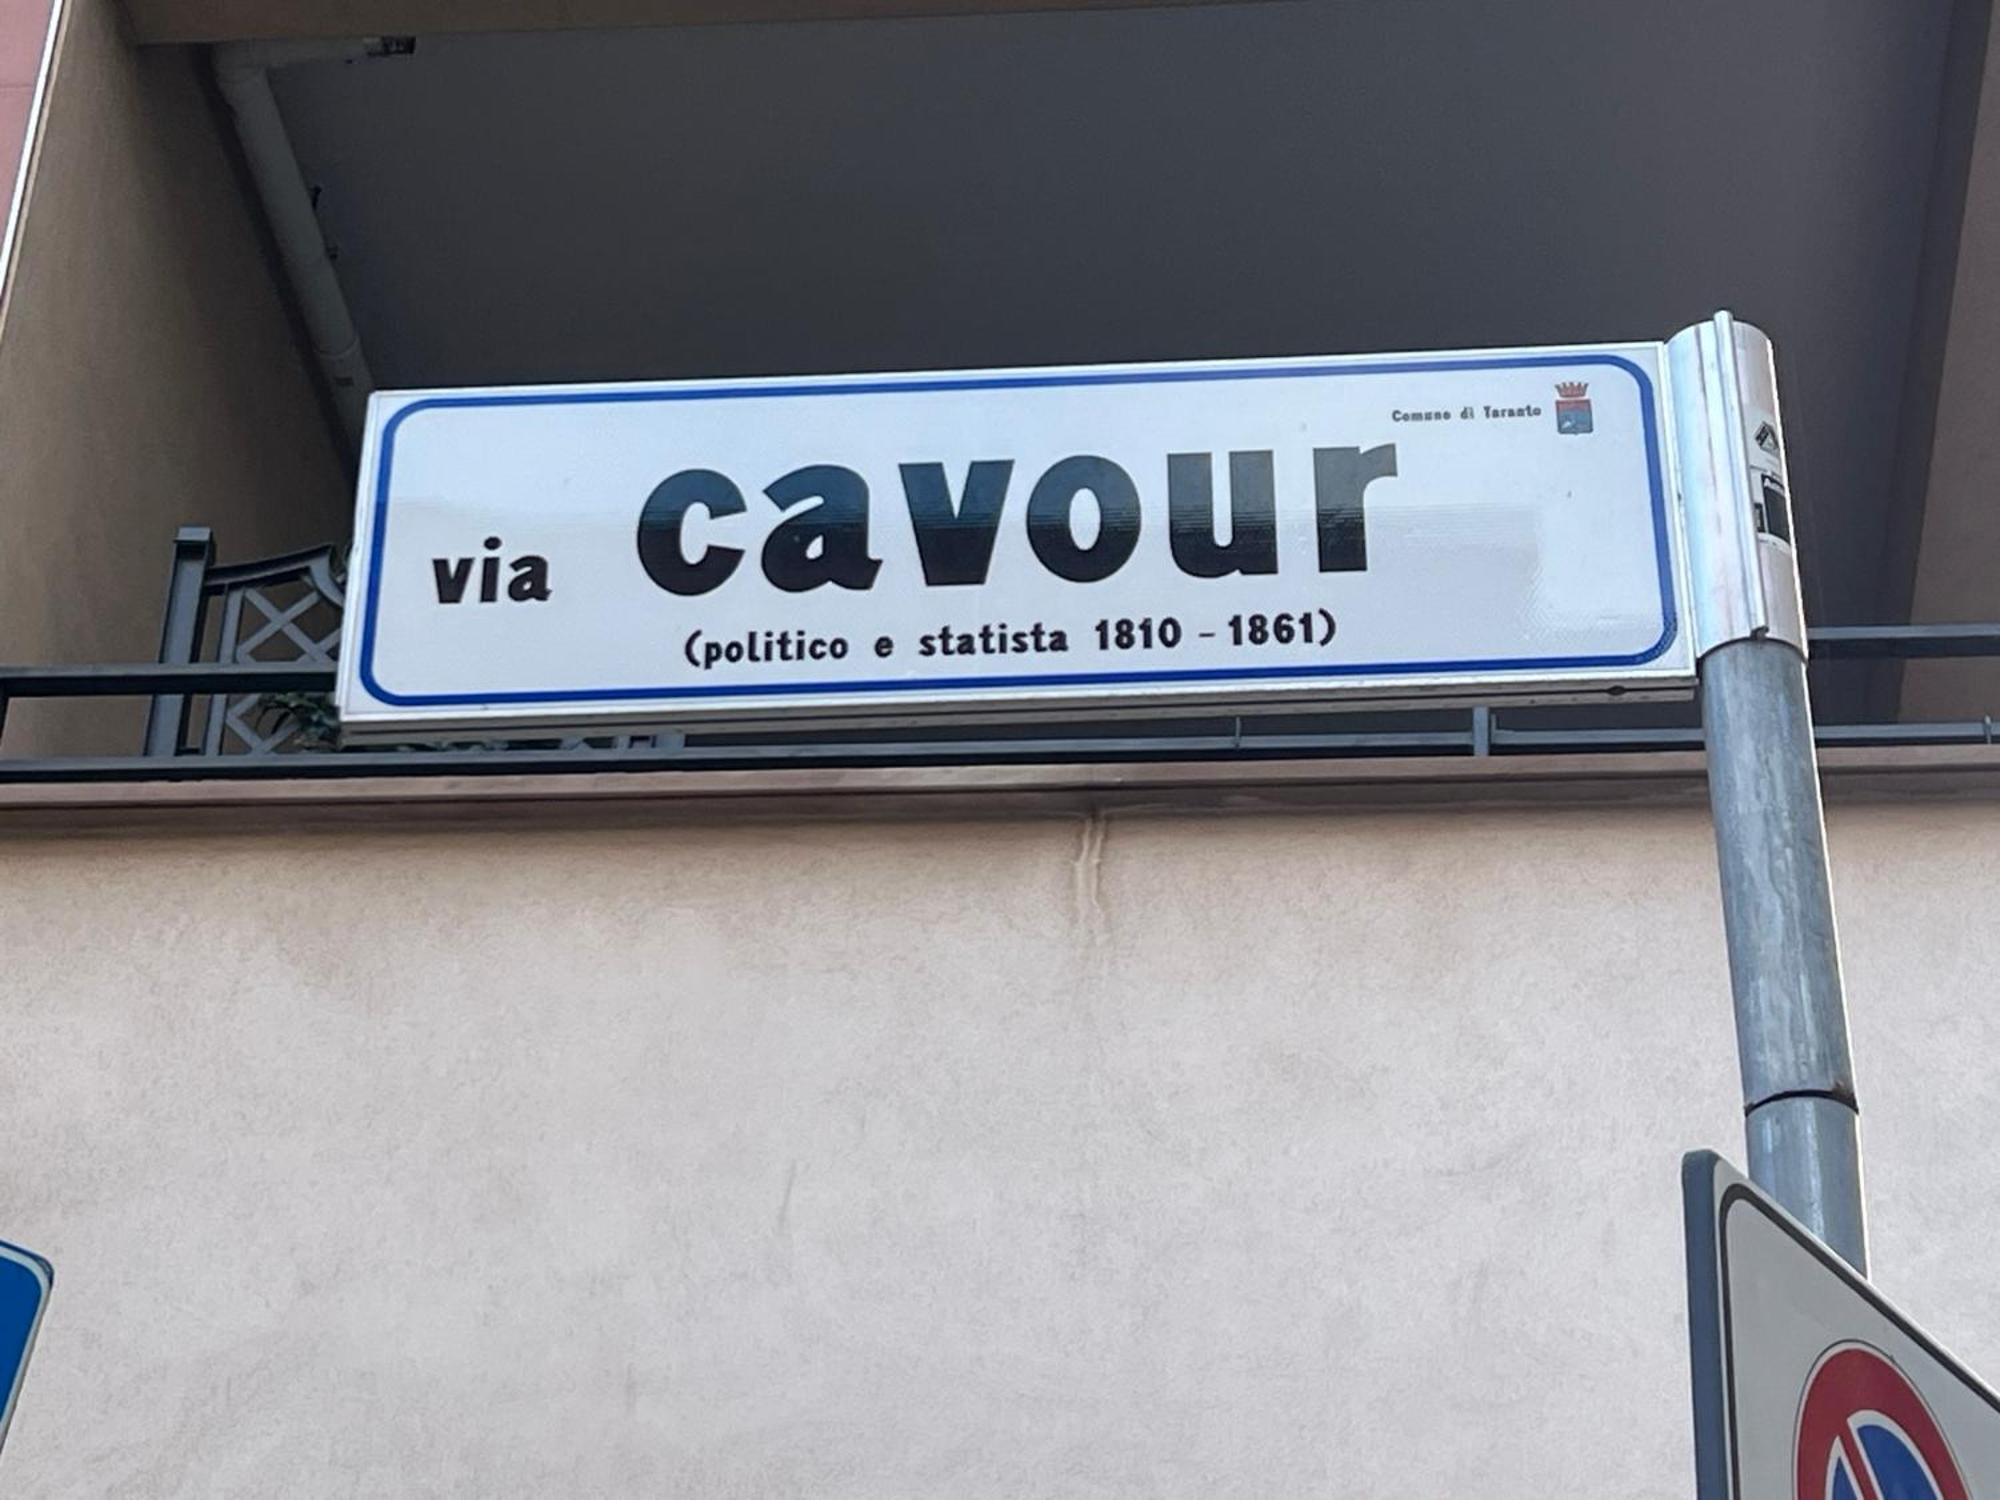 Comune di Taranto
via cavour
(politico e statista 1810 - 1861)